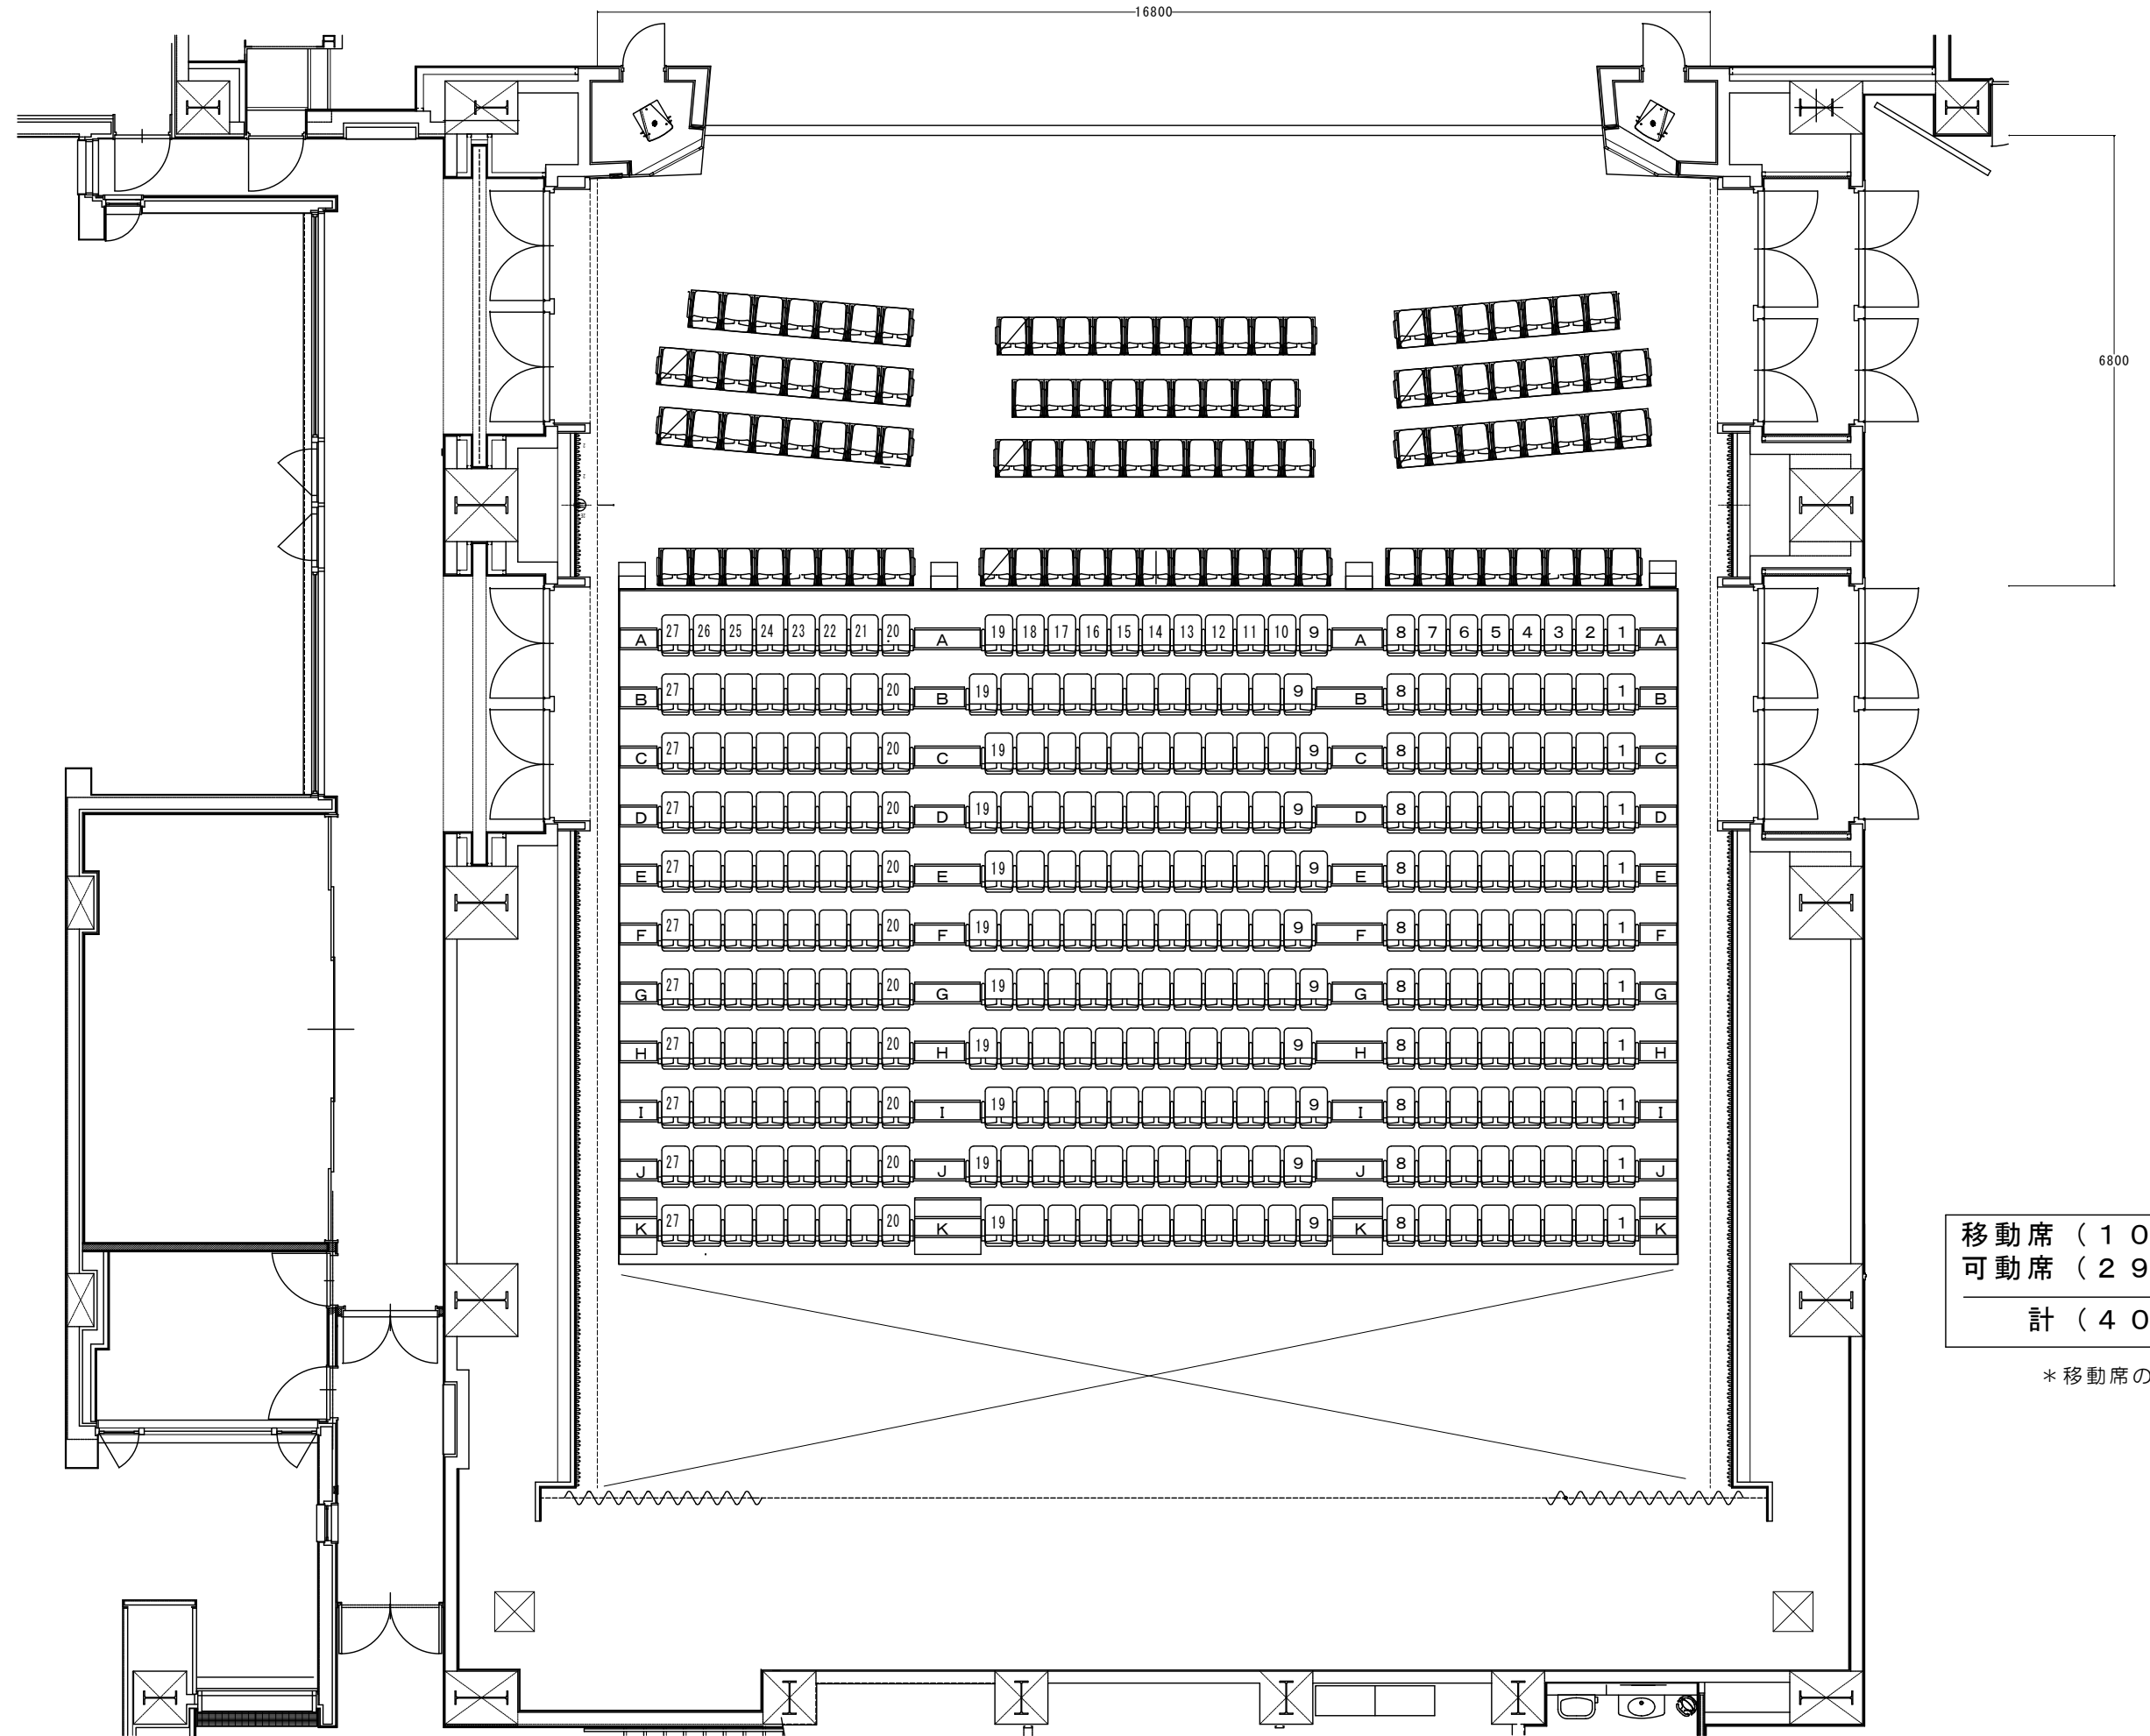 16800
6800
A 27 26 25 24 23 22 21 20 A 19 18 17 16 15 14 13 12 11 10 9 A 8 7 6 5 4 3 2 1 A
B 27 20 B 19 9 B 8 1 B
C 27 20 C 19 9 C 8 1 C
D 27 20 D 19 9 D 8 1 D
E 27 20 E 19 9 E 8 1 E
F 27 20 F 19 9 F 8 1 F
G 27 20 G 19 9 G 8 1 G
H 27 20 H 19 9 H 8 1 H
I 27 20 I 19 9 I 8 1 I
J 27 20 J 19 9 J 8 1 J
K 27 20 K 19 9 K 8 1 K
移動席（１０
可動席（２９
計（４０
＊移動席の